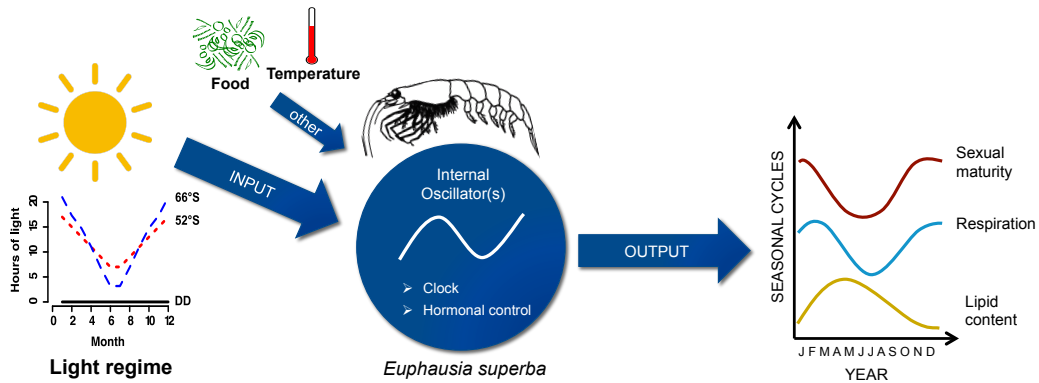 Food
Temperature
other
INPUT
Hours of light
20
15
10
5
0
66°S
52°S
DD
0 2 4 6 8 10 12
Month
Light regime
Internal
Oscillator(s)
➢ Clock
➢ Hormonal control
Euphausia superba
OUTPUT
SEASONAL CYCLES
Sexual
maturity
Respiration
Lipid
content
J F M A M J J A S O N D
YEAR